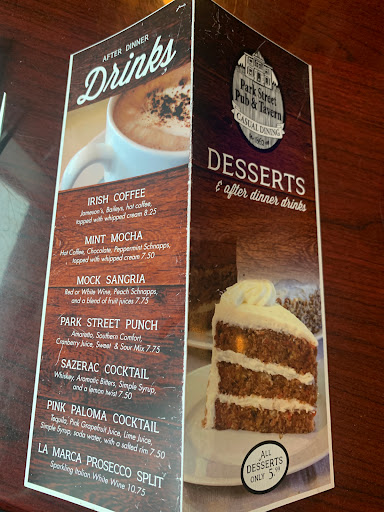 AFTER DINNER
Drinks
IRISH COFFEE
Jameson's, Baileys, hot coffee,
topped with whipped cream 8.25
MINT MOCHA
Hot Coffee, Chocolate, Peppermint Schnapps,
topped with whipped cream 7.50
MOCK SANGRIA
Red or White Wine, Peach Schnapps,
and a blend of fruit juices 7.75
PARK STREET PUNCH
Amaretto, Southern Comfort,
Cranberry Juice, Sweet & Sour Mix 7.75
SAZERAC COCKTAIL
Whiskey, Aromatic Bitters, Simple Syrup,
and a lemon twist 7.50
PINK PALOMA COCKTAIL
Tequila, Pink Grapefruit Juice, Lime Juice,
Simple Syrup, soda water, with a salted rim 7.50
LA MARCA PROSECCO SPLIT
Sparkling Italian White Wine 10.75
Park Street
Pub & Tavern
CASUAL DINING
DESSERTS
& after dinner drinks
ALL
DESSERTS
ONLY 5.